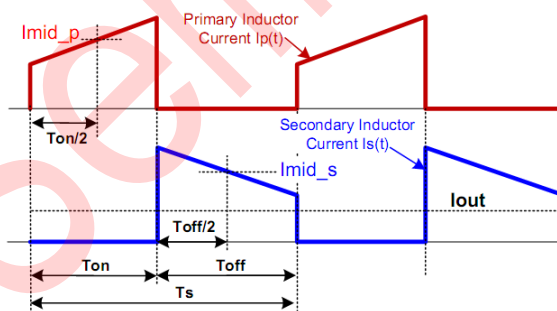 Imid_p
Primary Inductor
Current Ip(t)
Ton/2
Secondary Inductor
Current Is(t)
Imid_s
Iout
Toff/2
Ton
Toff
Ts